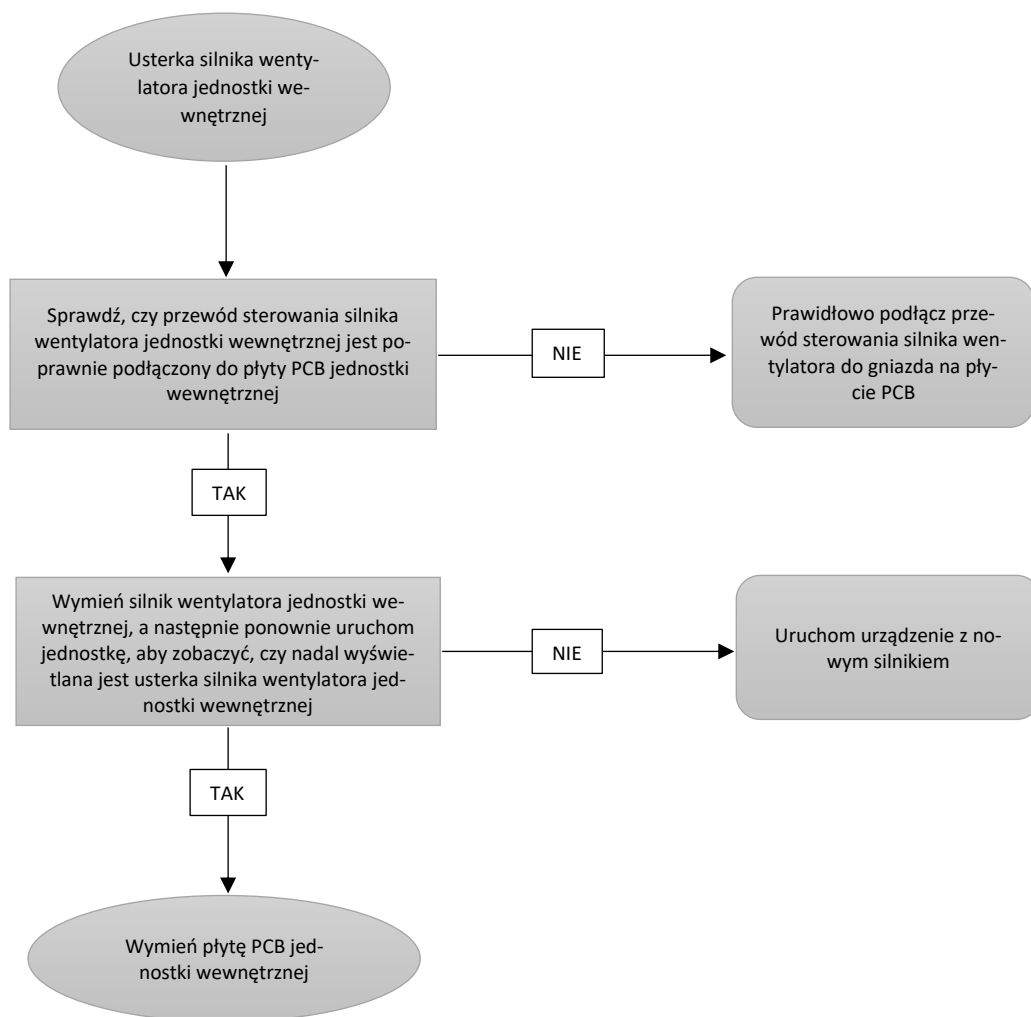 Usterka silnika wenty-
latora jednostki we-
wnętrznej
Sprawdź, czy przewód sterowania silnika
wentylatora jednostki wewnętrznej jest po-
prawnie podłączony do płyty PCB jednostki
wewnętrznej
NIE
Prawidłowo podłącz prze-
wód sterowania silnika wen-
tylatora do gniazda na pły-
cie PCB
TAK
Wymień silnik wentylatora jednostki we-
wnętrznej, a następnie ponownie uruchom
jednostkę, aby zobaczyć, czy nadal wyświe-
tlana jest usterka silnika wentylatora jed-
nostki wewnętrznej
NIE
Uruchom urządzenie z no-
wym silnikiem
TAK
Wymień płytę PCB jed-
nostki wewnętrznej